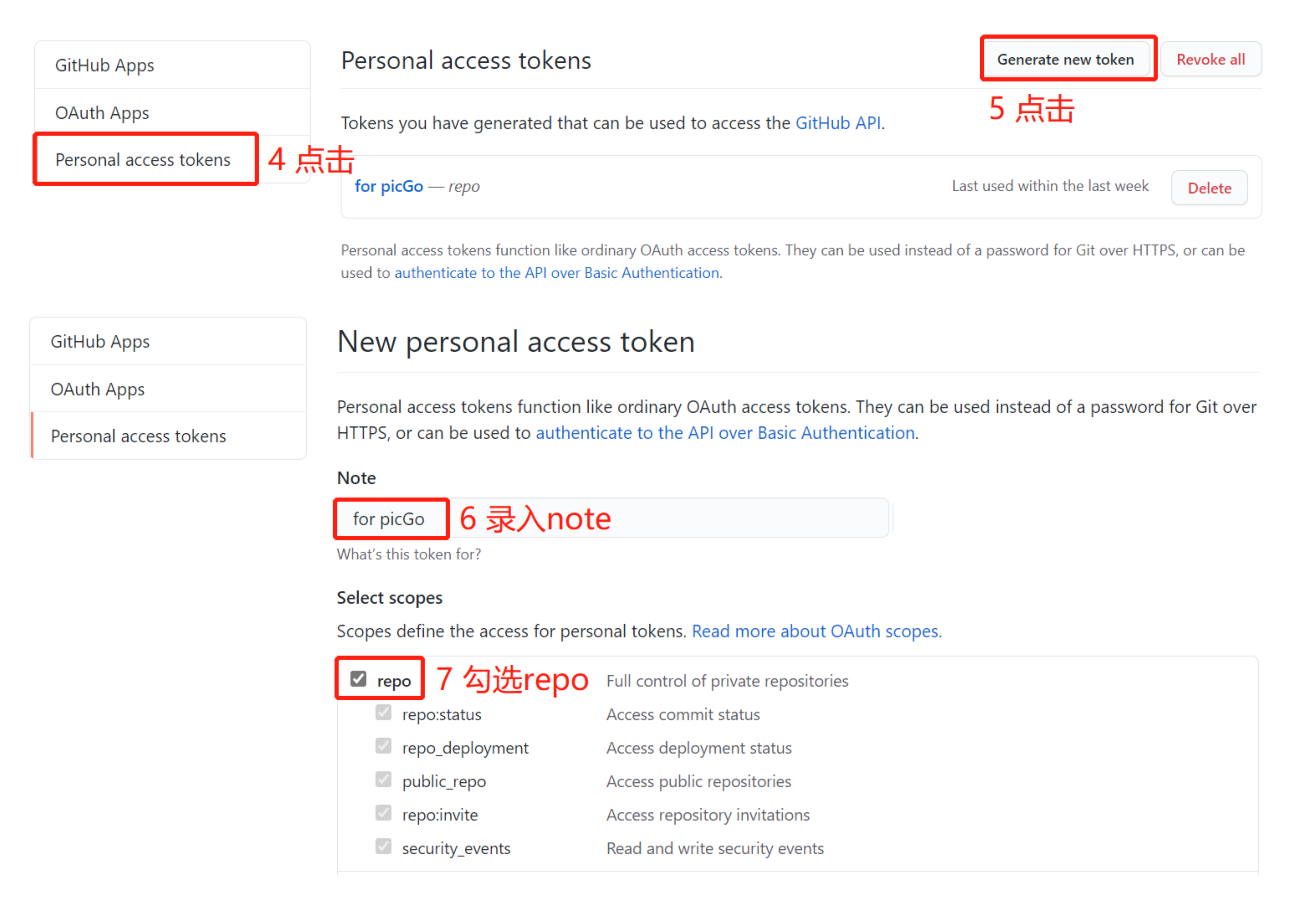 GitHub Apps
OAuth Apps
Personal access tokens
4 点击
Personal access tokens
Generate new token
Revoke all
5 点击
Tokens you have generated that can be used to access the GitHub API.
for picGo — repo
Last used within the last week
Delete
Personal access tokens function like ordinary OAuth access tokens. They can be used instead of a password for Git over HTTPS, or can be
used to authenticate to the API over Basic Authentication.
GitHub Apps
OAuth Apps
Personal access tokens
New personal access token
Personal access tokens function like ordinary OAuth access tokens. They can be used instead of a password for Git over
HTTPS, or can be used to authenticate to the API over Basic Authentication.
Note
for picGo
6 录入note
What's this token for?
Select scopes
Scopes define the access for personal tokens. Read more about OAuth scopes.
repo
7 勾选repo
Full control of private repositories
repo:status Access commit status
repo_deployment Access deployment status
public_repo Access public repositories
repo:invite Access repository invitations
security_events Read and write security events